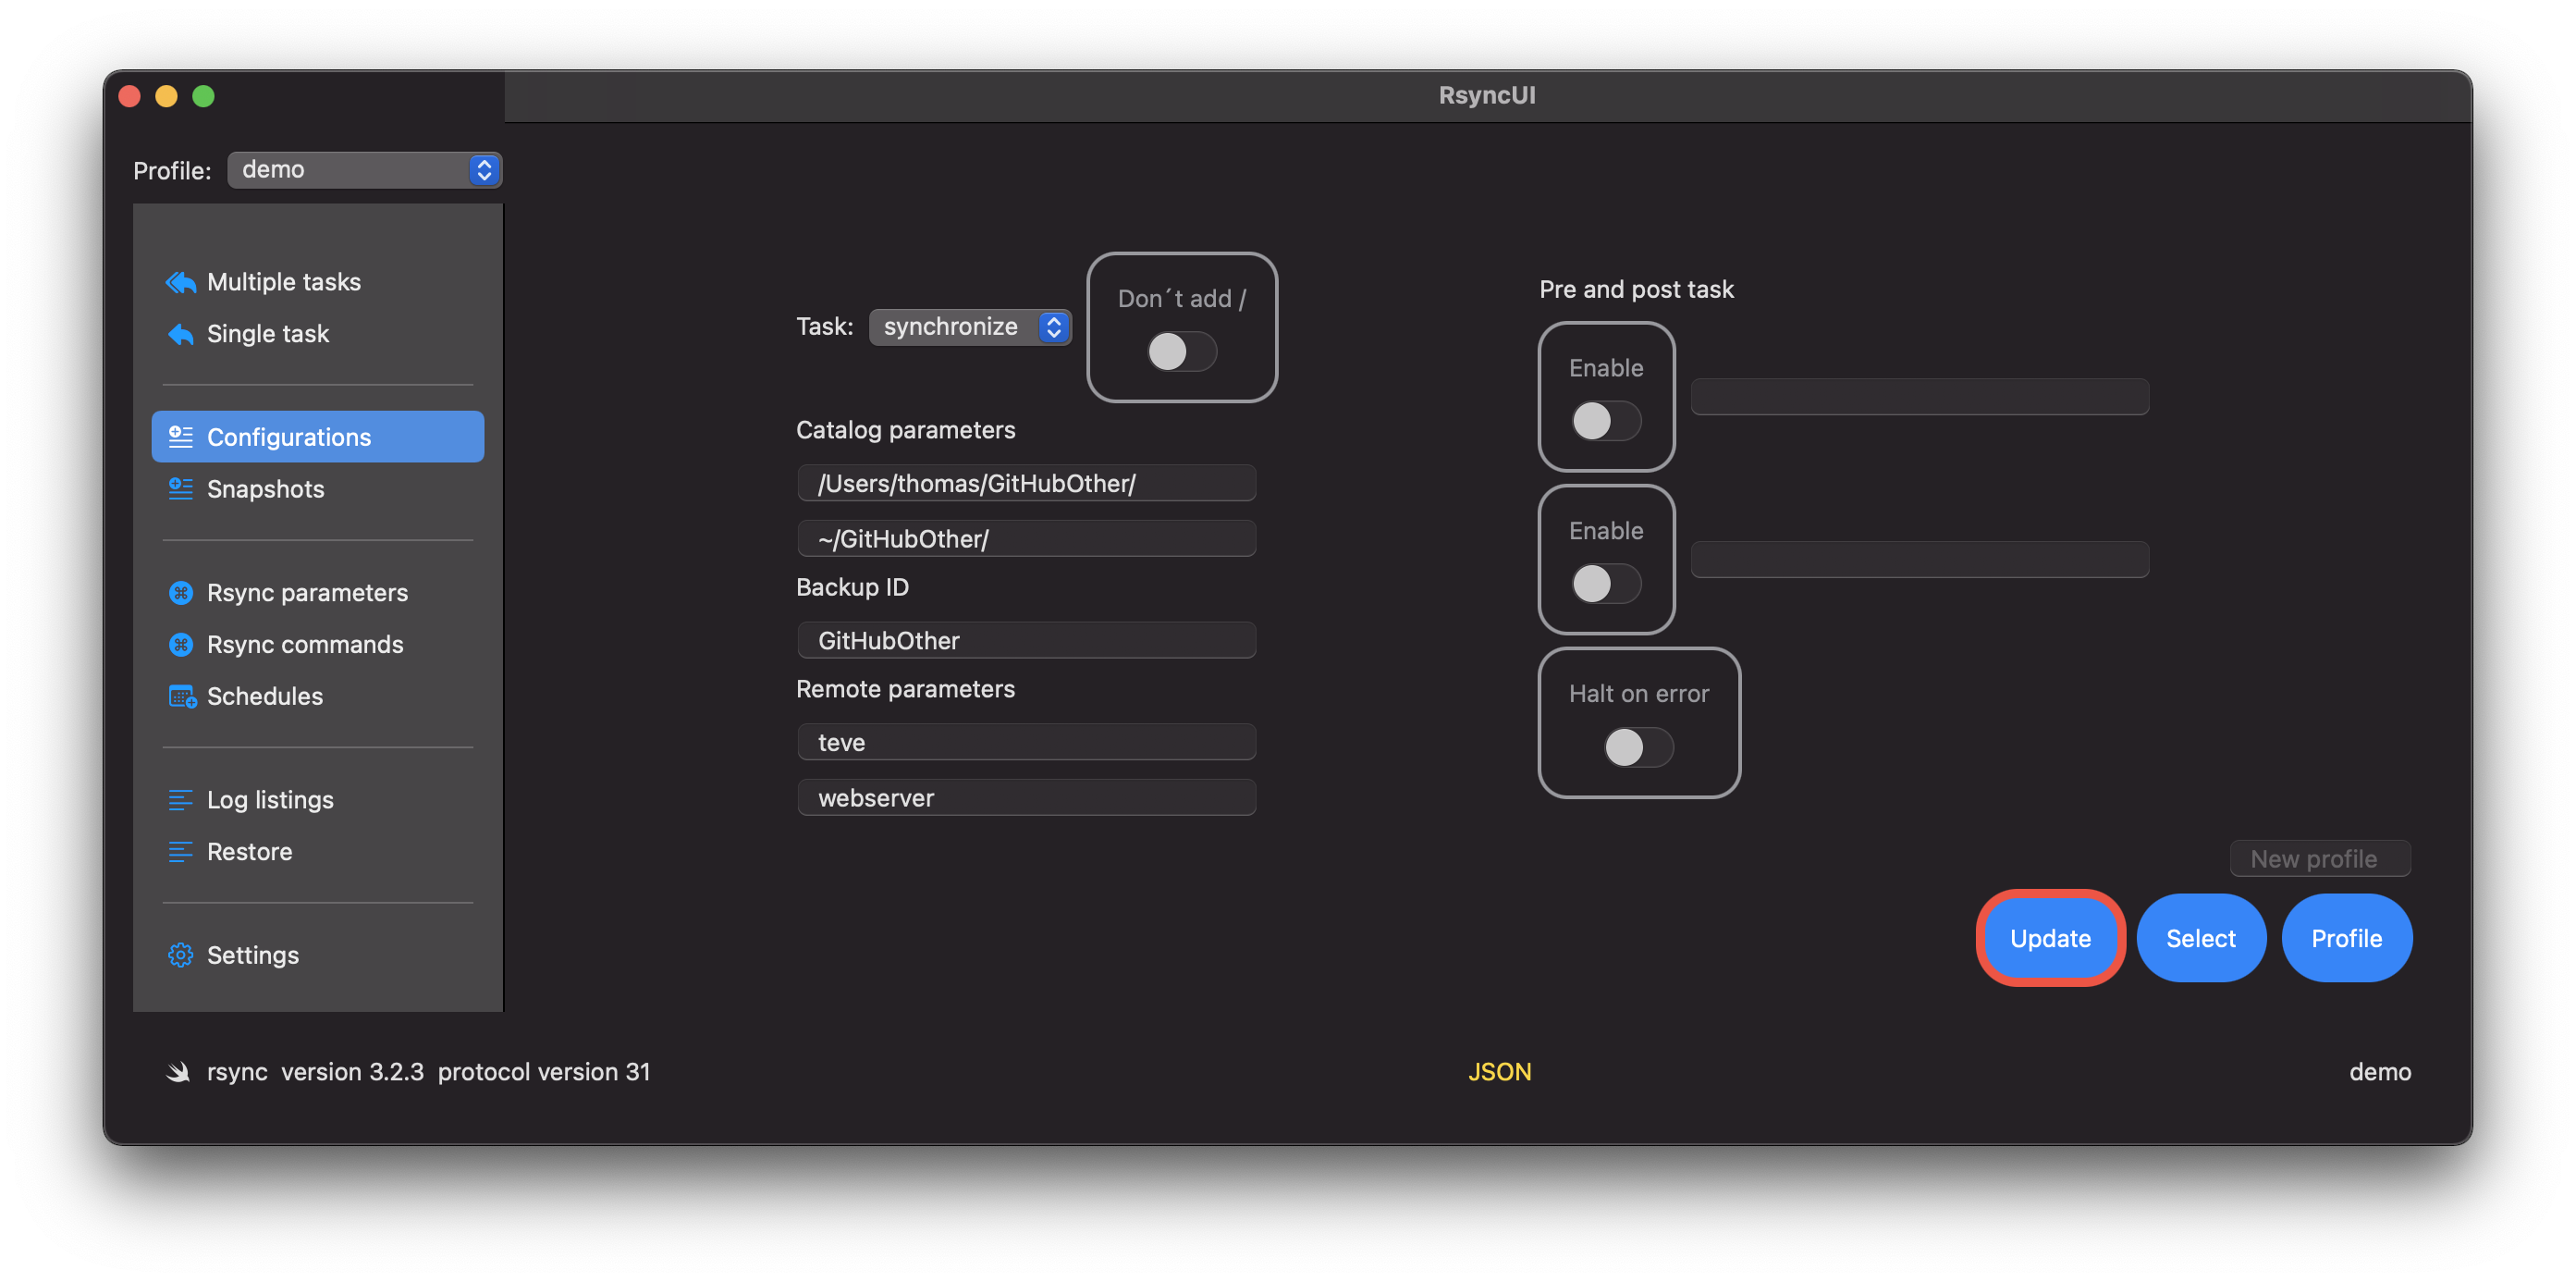 RsyncUI
Profile: demo
Multiple tasks
Single task
Configurations
Snapshots
Rsync parameters
Rsync commands
Schedules
Log listings
Restore
Settings
Task: synchronize
Don´t add /
Catalog parameters
/Users/thomas/GitHubOther/
~/GitHubOther/
Backup ID
GitHubOther
Remote parameters
teve
webserver
Pre and post task
Enable
Enable
Halt on error
New profile
Update Select Profile
rsync version 3.2.3 protocol version 31
JSON
demo